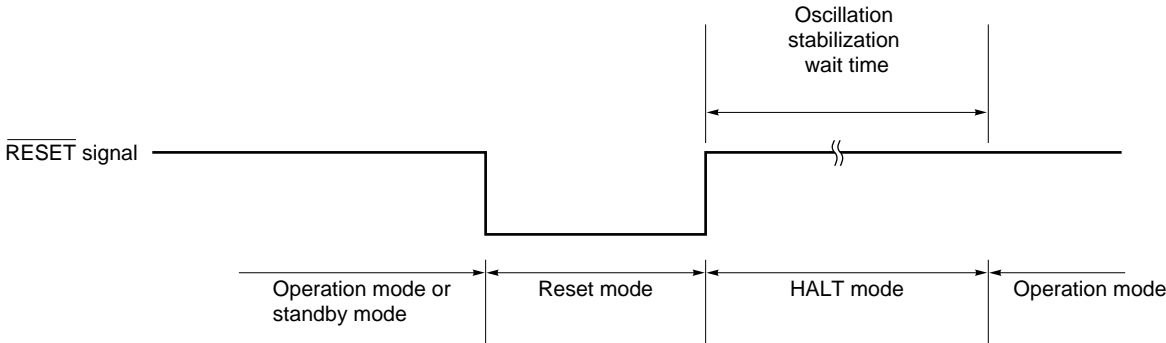 Oscillation
stabilization
wait time
RESET signal
Operation mode or
standby mode
Reset mode
HALT mode
Operation mode